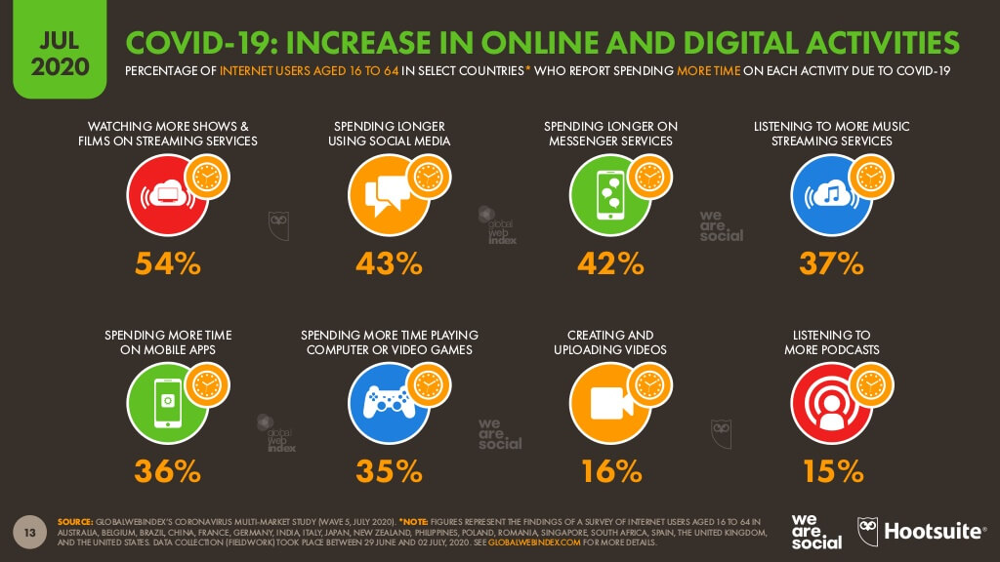 JUL
2020
COVID-19: INCREASE IN ONLINE AND DIGITAL ACTIVITIES
PERCENTAGE OF INTERNET USERS AGED 16 TO 64 IN SELECT COUNTRIES* WHO REPORT SPENDING MORE TIME ON EACH ACTIVITY DUE TO COVID-19
WATCHING MORE SHOWS &
FILMS ON STREAMING SERVICES
54%
SPENDING LONGER
USING SOCIAL MEDIA
43%
SPENDING LONGER ON
MESSENGER SERVICES
42%
LISTENING TO MORE MUSIC
STREAMING SERVICES
37%
global
web
index
we
are
social
SPENDING MORE TIME
ON MOBILE APPS
36%
SPENDING MORE TIME PLAYING
COMPUTER OR VIDEO GAMES
35%
CREATING AND
UPLOADING VIDEOS
16%
LISTENING TO
MORE PODCASTS
15%
global
web
index
we
are
social
13
SOURCE: GLOBALWEBINDEX'S CORONAVIRUS MULTI-MARKET STUDY (WAVE 5, JULY 2020). *NOTE: FIGURES REPRESENT THE FINDINGS OF A SURVEY OF INTERNET USERS AGED 16 TO 64 IN
AUSTRALIA, BELGIUM, BRAZIL, CHINA, FRANCE, GERMANY, INDIA, ITALY, JAPAN, NEW ZEALAND, PHILIPPINES, POLAND, ROMANIA, SINGAPORE, SOUTH AFRICA, SPAIN, THE UNITED KINGDOM,
AND THE UNITED STATES. DATA COLLECTION (FIELDWORK) TOOK PLACE BETWEEN 29 JUNE AND 02 JULY, 2020. SEE GLOBALWEBINDEX.COM FOR MORE DETAILS.
we
are
social
Hootsuite®